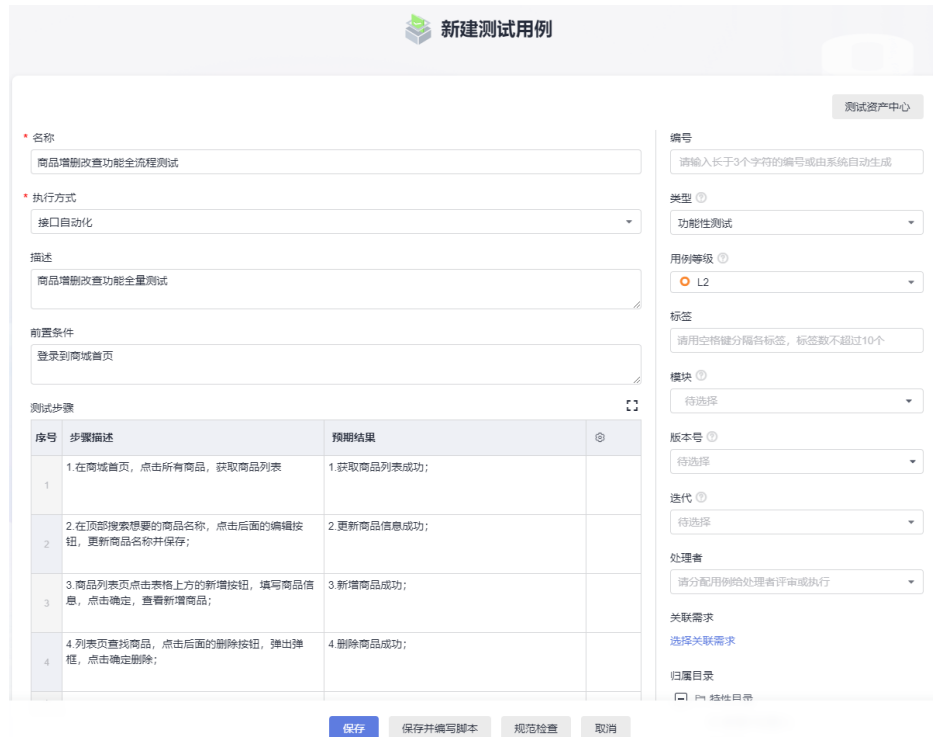 新建测试用例
测试资产中心
* 名称
商品增删改查功能全流程测试
* 执行方式
接口自动化
描述
商品增删改查功能全量测试
前置条件
登录到商城首页
测试步骤
序号 步骤描述 预期结果
1 1.在商城首页，点击所有商品，获取商品列表 1.获取商品列表成功；
2.在顶部搜索想要的商品名称，点击后面的编辑按 2.更新商品信息成功；
2 钮，更新商品名称并保存；
3.商品列表页点击表格上方的新增按钮，填写商品信 3.新增商品成功；
3 息，点击确定，查看新增商品；
4.列表页查找商品，点击后面的删除按钮，弹出弹 4.删除商品成功；
4 框，点击确定删除；
编号
请输入长于3个字符的编号或由系统自动生成
类型
功能性测试
用例等级
L2
标签
请用空格键分隔各标签，标签数不超过10个
模块
待选择
版本号
待选择
迭代
待选择
处理者
请分配用例给处理者评审或执行
关联需求
选择关联需求
归属目录
特性目录
保存 保存并编写脚本 规范检查 取消